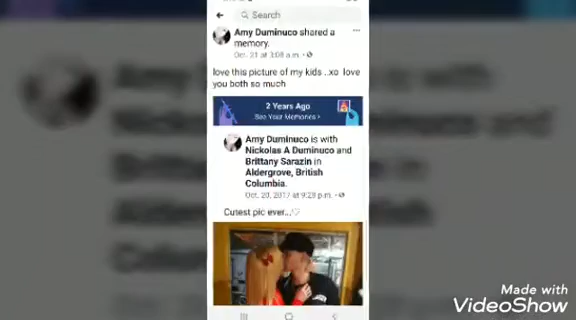 Search
Amy Duminuco shared a
memory.
Oct. 21 at 3:08 a.m. •
love this picture of my kids ..xo love
you both so much
2 Years Ago
See Your Memories >
Amy Duminuco is with
Nickolas A Duminuco and
Brittany Sarazin in
Aldergrove, British
Columbia.
Oct. 20, 2017 at 9:29 p.m. •
Cutest pic ever...♡
Made with
VideoShow